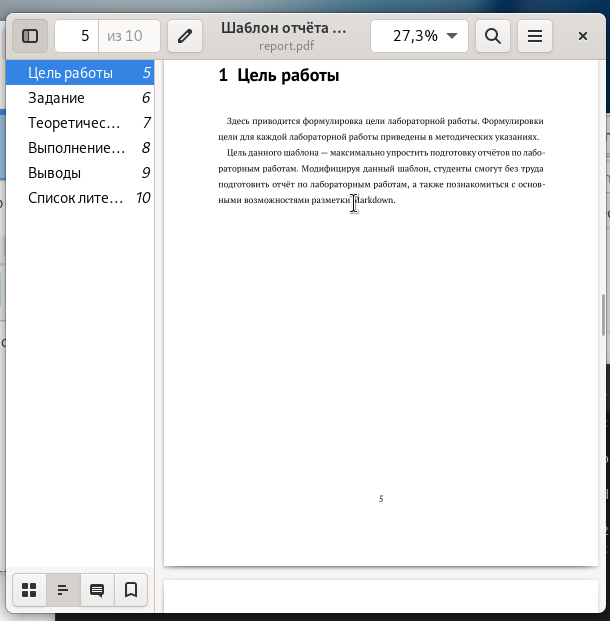 5 из 10
Шаблон отчёта ...
report.pdf
27,3%
Цель работы 5
Задание 6
Теоретичес... 7
Выполнение... 8
Выводы 9
Список лите... 10
1 Цель работы
Здесь приводится формулировка цели лабораторной работы. Формулировки
цели для каждой лабораторной работы приведены в методических указаниях.
Цель данного шаблона — максимально упростить подготовку отчётов по лабо-
раторным работам. Модифицируя данный шаблон, студенты смогут без труда
подготовить отчёт по лабораторным работам, а также познакомиться с основ-
ными возможностями разметки Markdown.
5